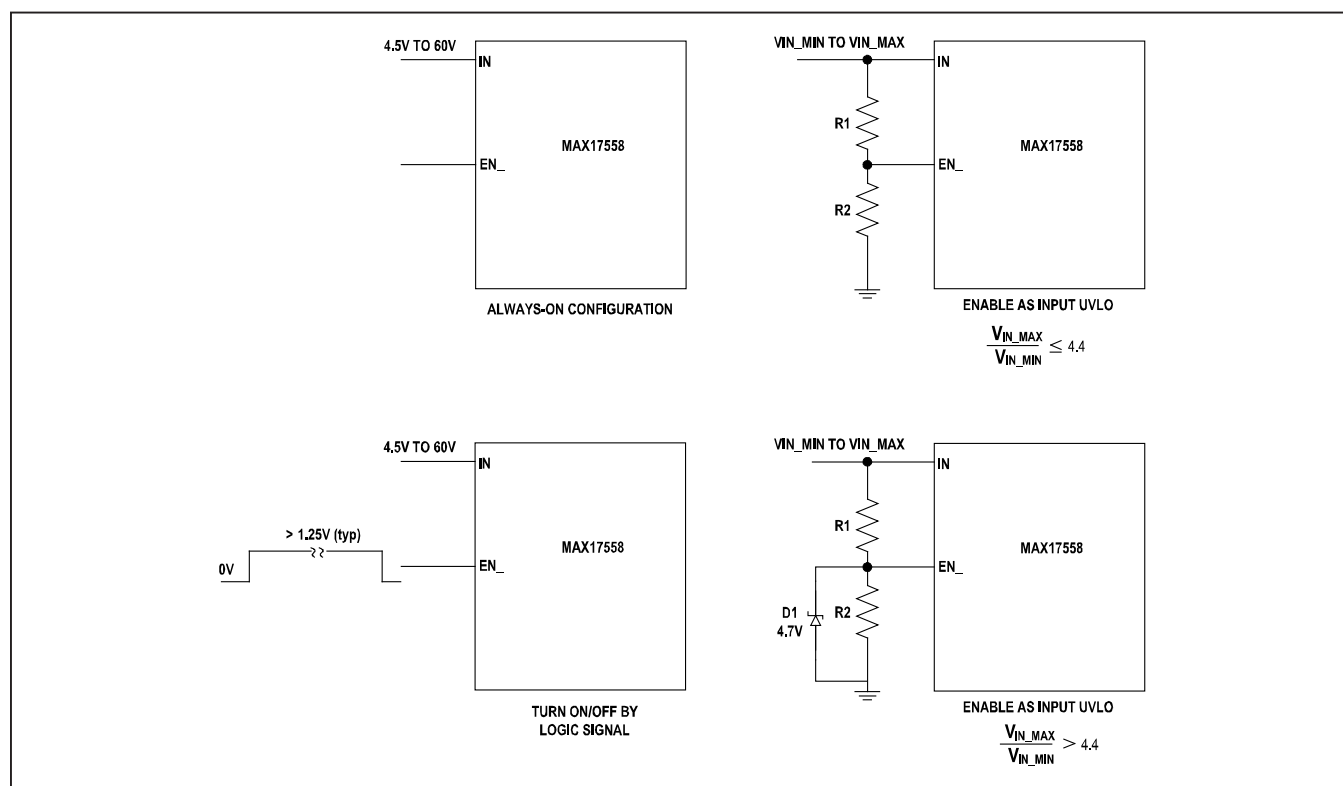 4.5V TO 60V
IN
EN_
MAX17558
ALWAYS-ON CONFIGURATION
VIN_MIN TO VIN_MAX
IN
R1
EN_
R2
MAX17558
ENABLE AS INPUT UVLO
VIN_MAX
VIN_MIN ≤ 4.4
4.5V TO 60V
IN
> 1.25V (typ)
0V
EN_
MAX17558
TURN ON/OFF BY
LOGIC SIGNAL
VIN_MIN TO VIN_MAX
IN
R1
EN_
D1
4.7V
R2
MAX17558
ENABLE AS INPUT UVLO
VIN_MAX
VIN_MIN > 4.4